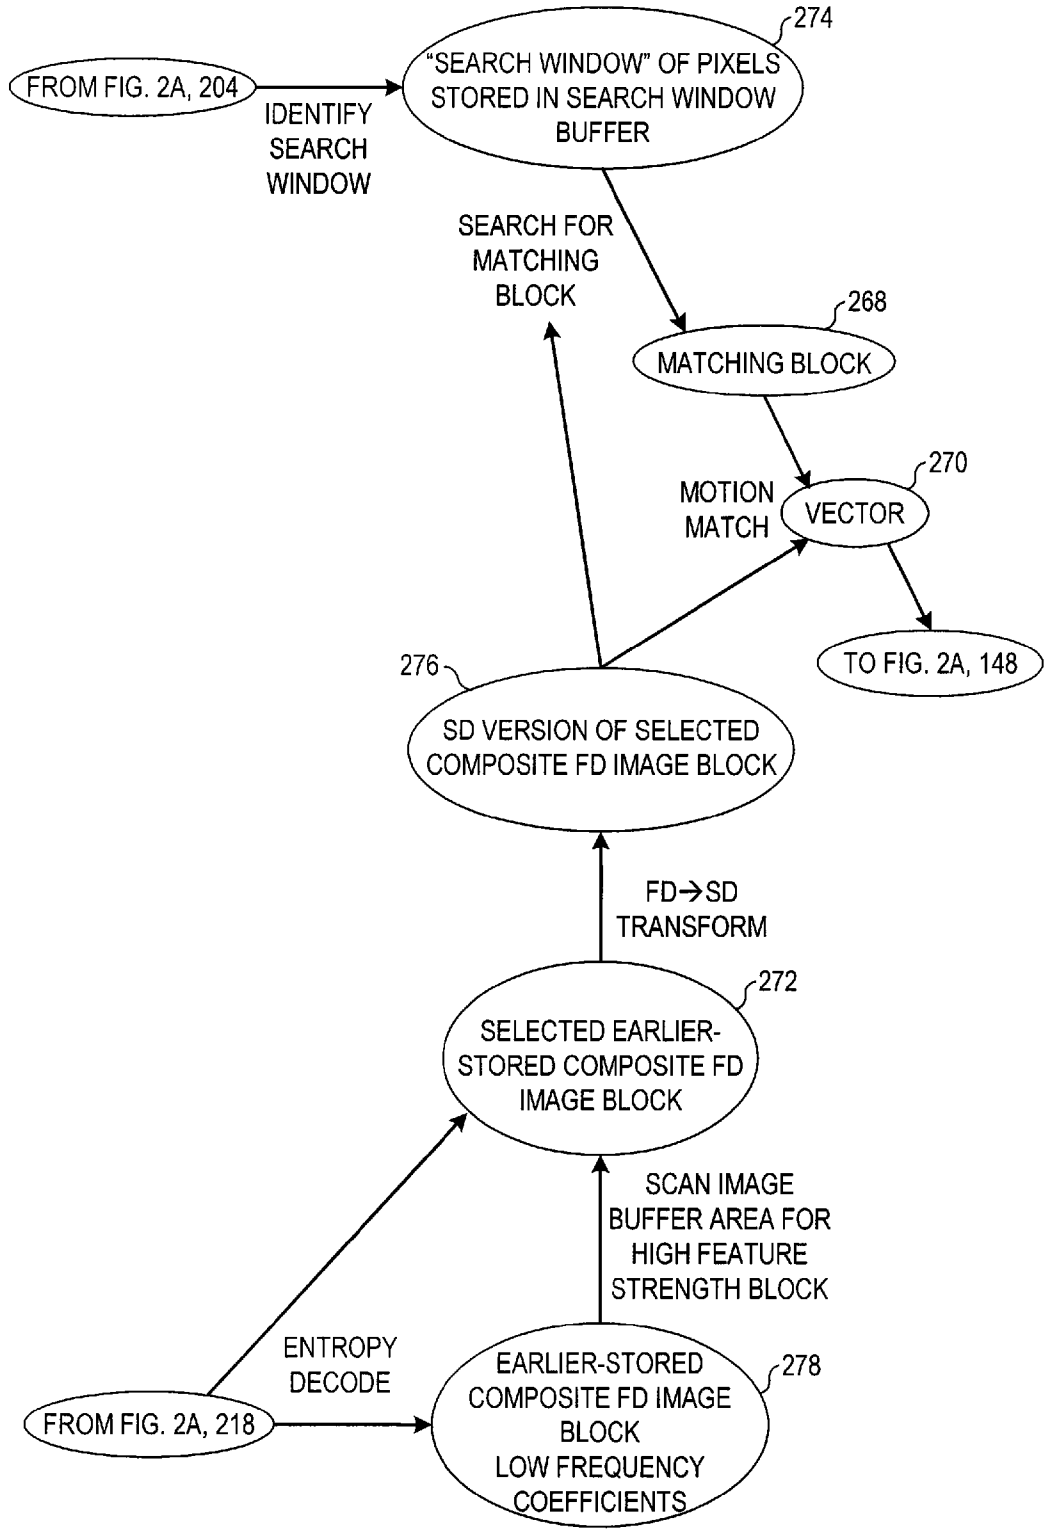 274
"SEARCH WINDOW" OF PIXELS
STORED IN SEARCH WINDOW
BUFFER
FROM FIG. 2A, 204
IDENTIFY
SEARCH
WINDOW
SEARCH FOR
MATCHING
BLOCK
268
MATCHING BLOCK
270
MOTION
MATCH
VECTOR
TO FIG. 2A, 148
276
SD VERSION OF SELECTED
COMPOSITE FD IMAGE BLOCK
FD→SD
TRANSFORM
272
SELECTED EARLIER-
STORED COMPOSITE FD
IMAGE BLOCK
SCAN IMAGE
BUFFER AREA FOR
HIGH FEATURE
STRENGTH BLOCK
ENTROPY
DECODE
FROM FIG. 2A, 218
278
EARLIER-STORED
COMPOSITE FD IMAGE
BLOCK
LOW FREQUENCY
COEFFICIENTS